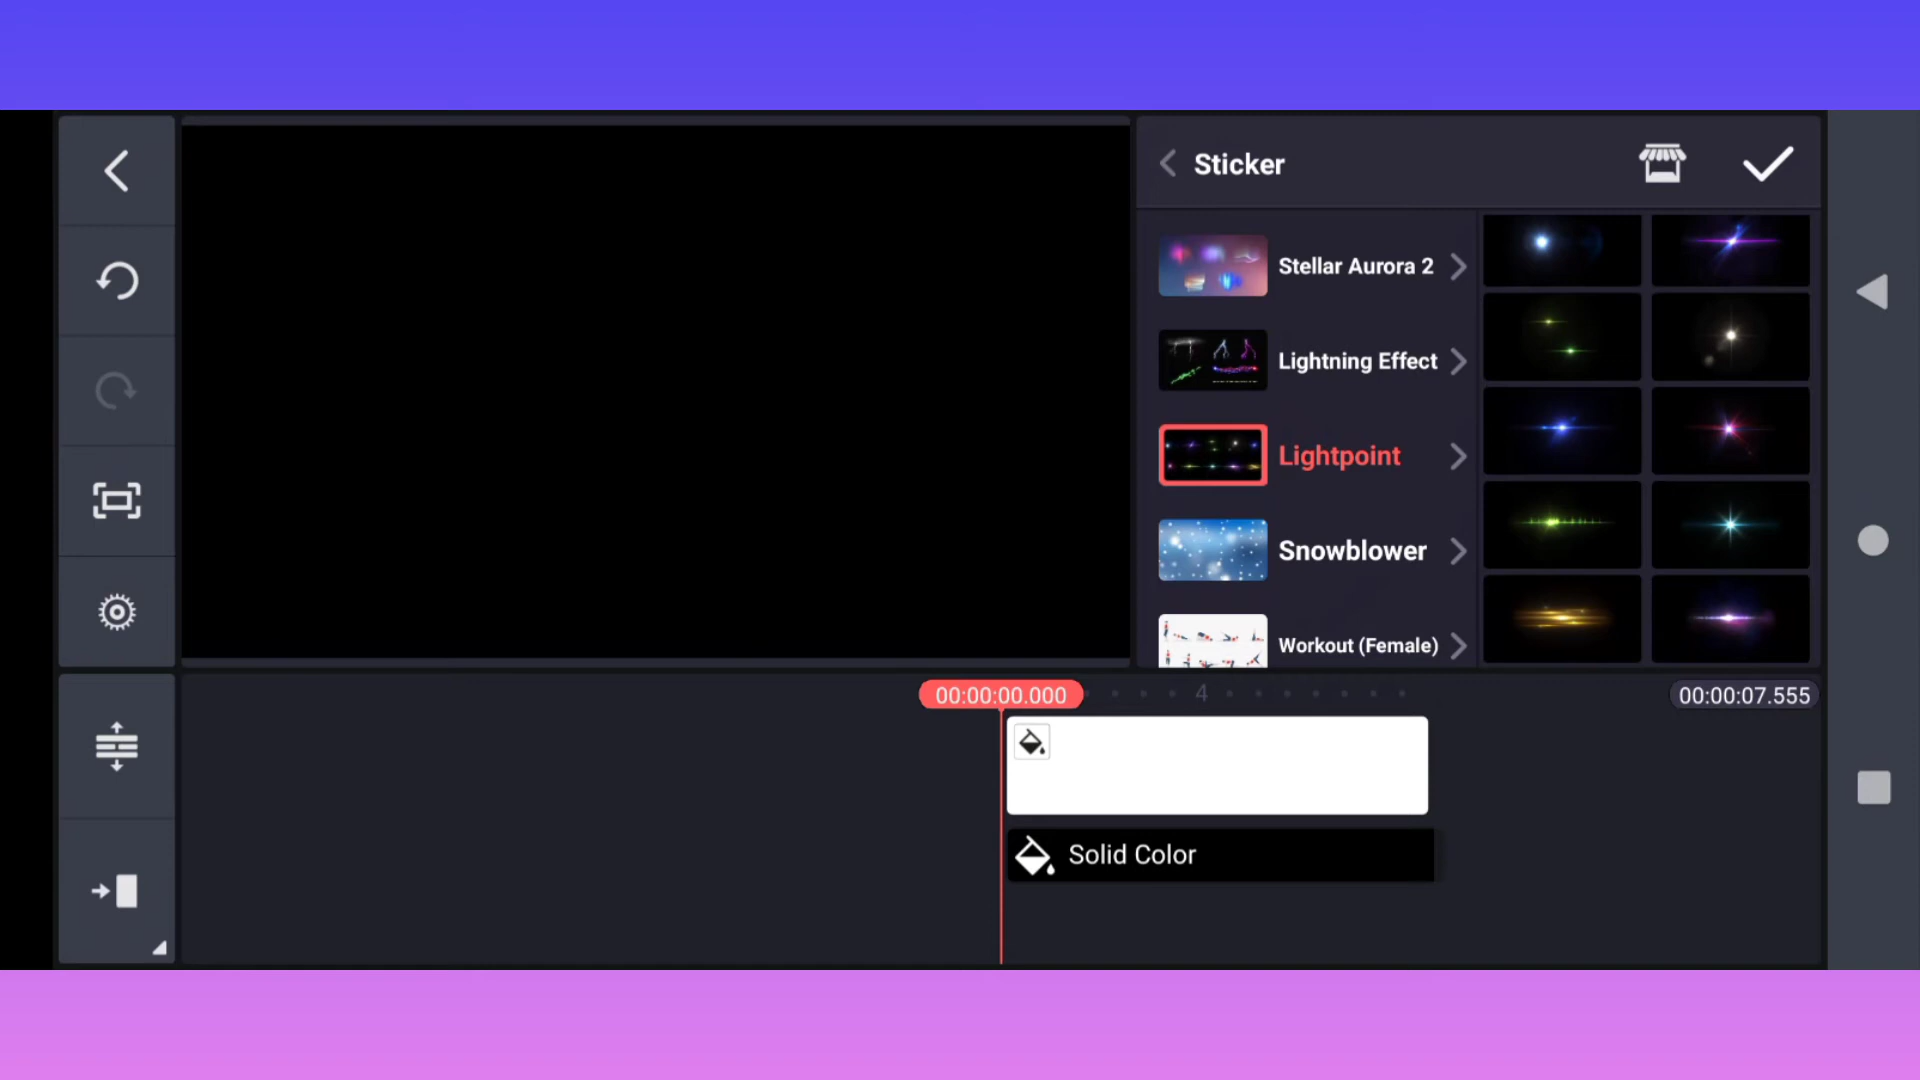 Sticker
Stellar Aurora 2
Lightning Effect
Lightpoint
Snowblower
Workout (Female)
00:00:00.000
4
00:00:07.555
Solid Color